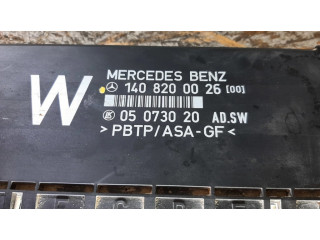 MERCEDES BENZ
W
140 820 00 26 [00]
05 0730 20 AD.SW
>PBTP/ASA-GF<